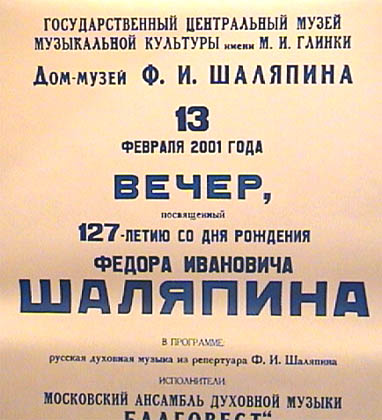 ГОСУДАРСТВЕННЫЙ ЦЕНТРАЛЬНЫЙ МУЗЕЙ
МУЗЫКАЛЬНОЙ КУЛЬТУРЫ имени М. И. ГЛИНКИ
Дом-музей Ф. И. ШАЛЯПИНА
13
ФЕВРАЛЯ 2001 ГОДА
ВЕЧЕР,
посвященный
127-ЛЕТИЮ СО ДНЯ РОЖДЕНИЯ
ФЕДОРА ИВАНОВИЧА
ШАЛЯПИНА
В ПРОГРАММЕ:
русская духовная музыка из репертуара Ф. И. Шаляпина
ИСПОЛНИТЕЛИ:
МОСКОВСКИЙ АНСАМБЛЬ ДУХОВНОЙ МУЗЫКИ
БЛАГОВЕСТ"